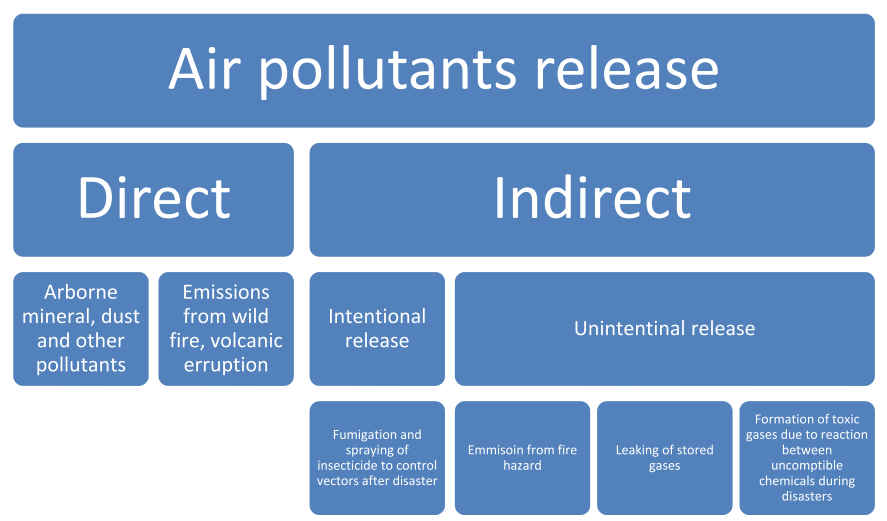 Air pollutants release
Direct
Indirect
Arborne
mineral, dust
and other
pollutants
Emissions
from wild
fire, volcanic
erruption
Intentional
release
Unintentinal release
Fumigation and
spraying of
insecticide to control
vectors after disaster
Emmisoin from fire
hazard
Leaking of stored
gases
Formation of toxic
gases due to reaction
between
uncomptible
chemicals during
disasters